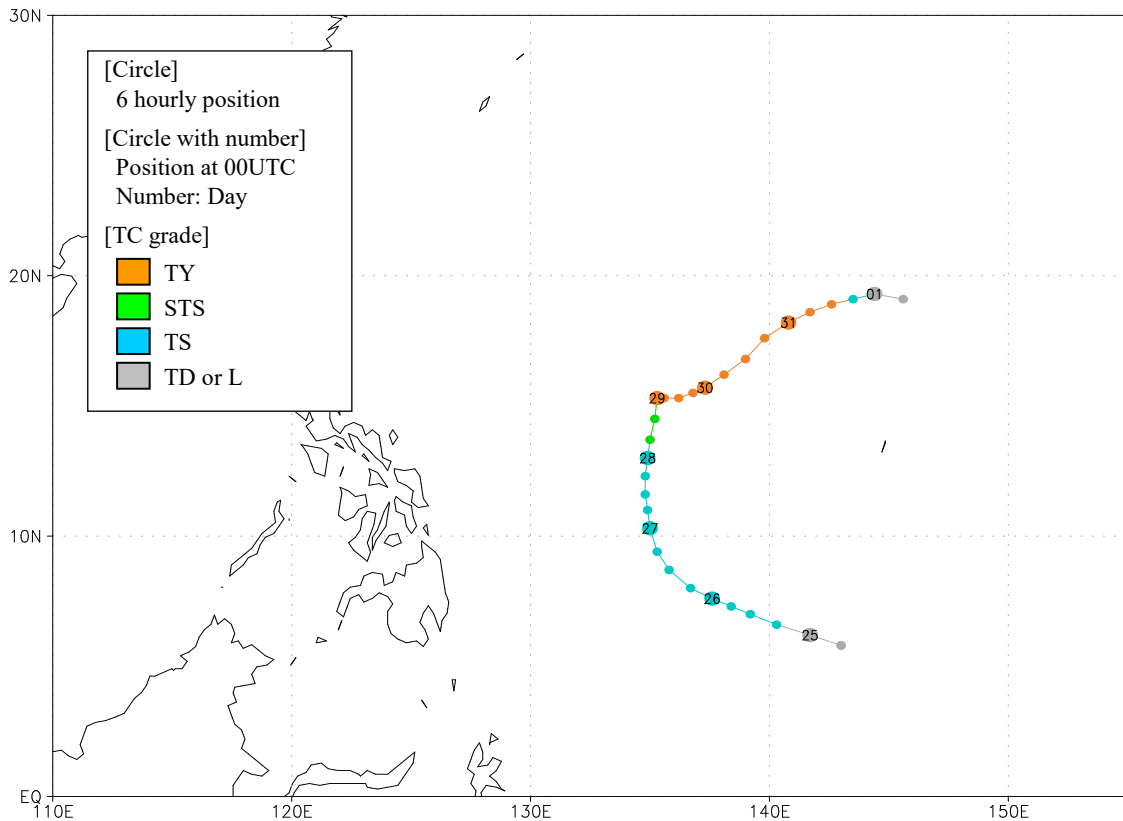 30N
[Circle]
6 hourly position
[Circle with number]
Position at 00UTC
Number: Day
[TC grade]
TY
STS
TS
TD or L
20N
01
31
30
29
28
10N
27
26
25
EQ
110E 120E 130E 140E 150E